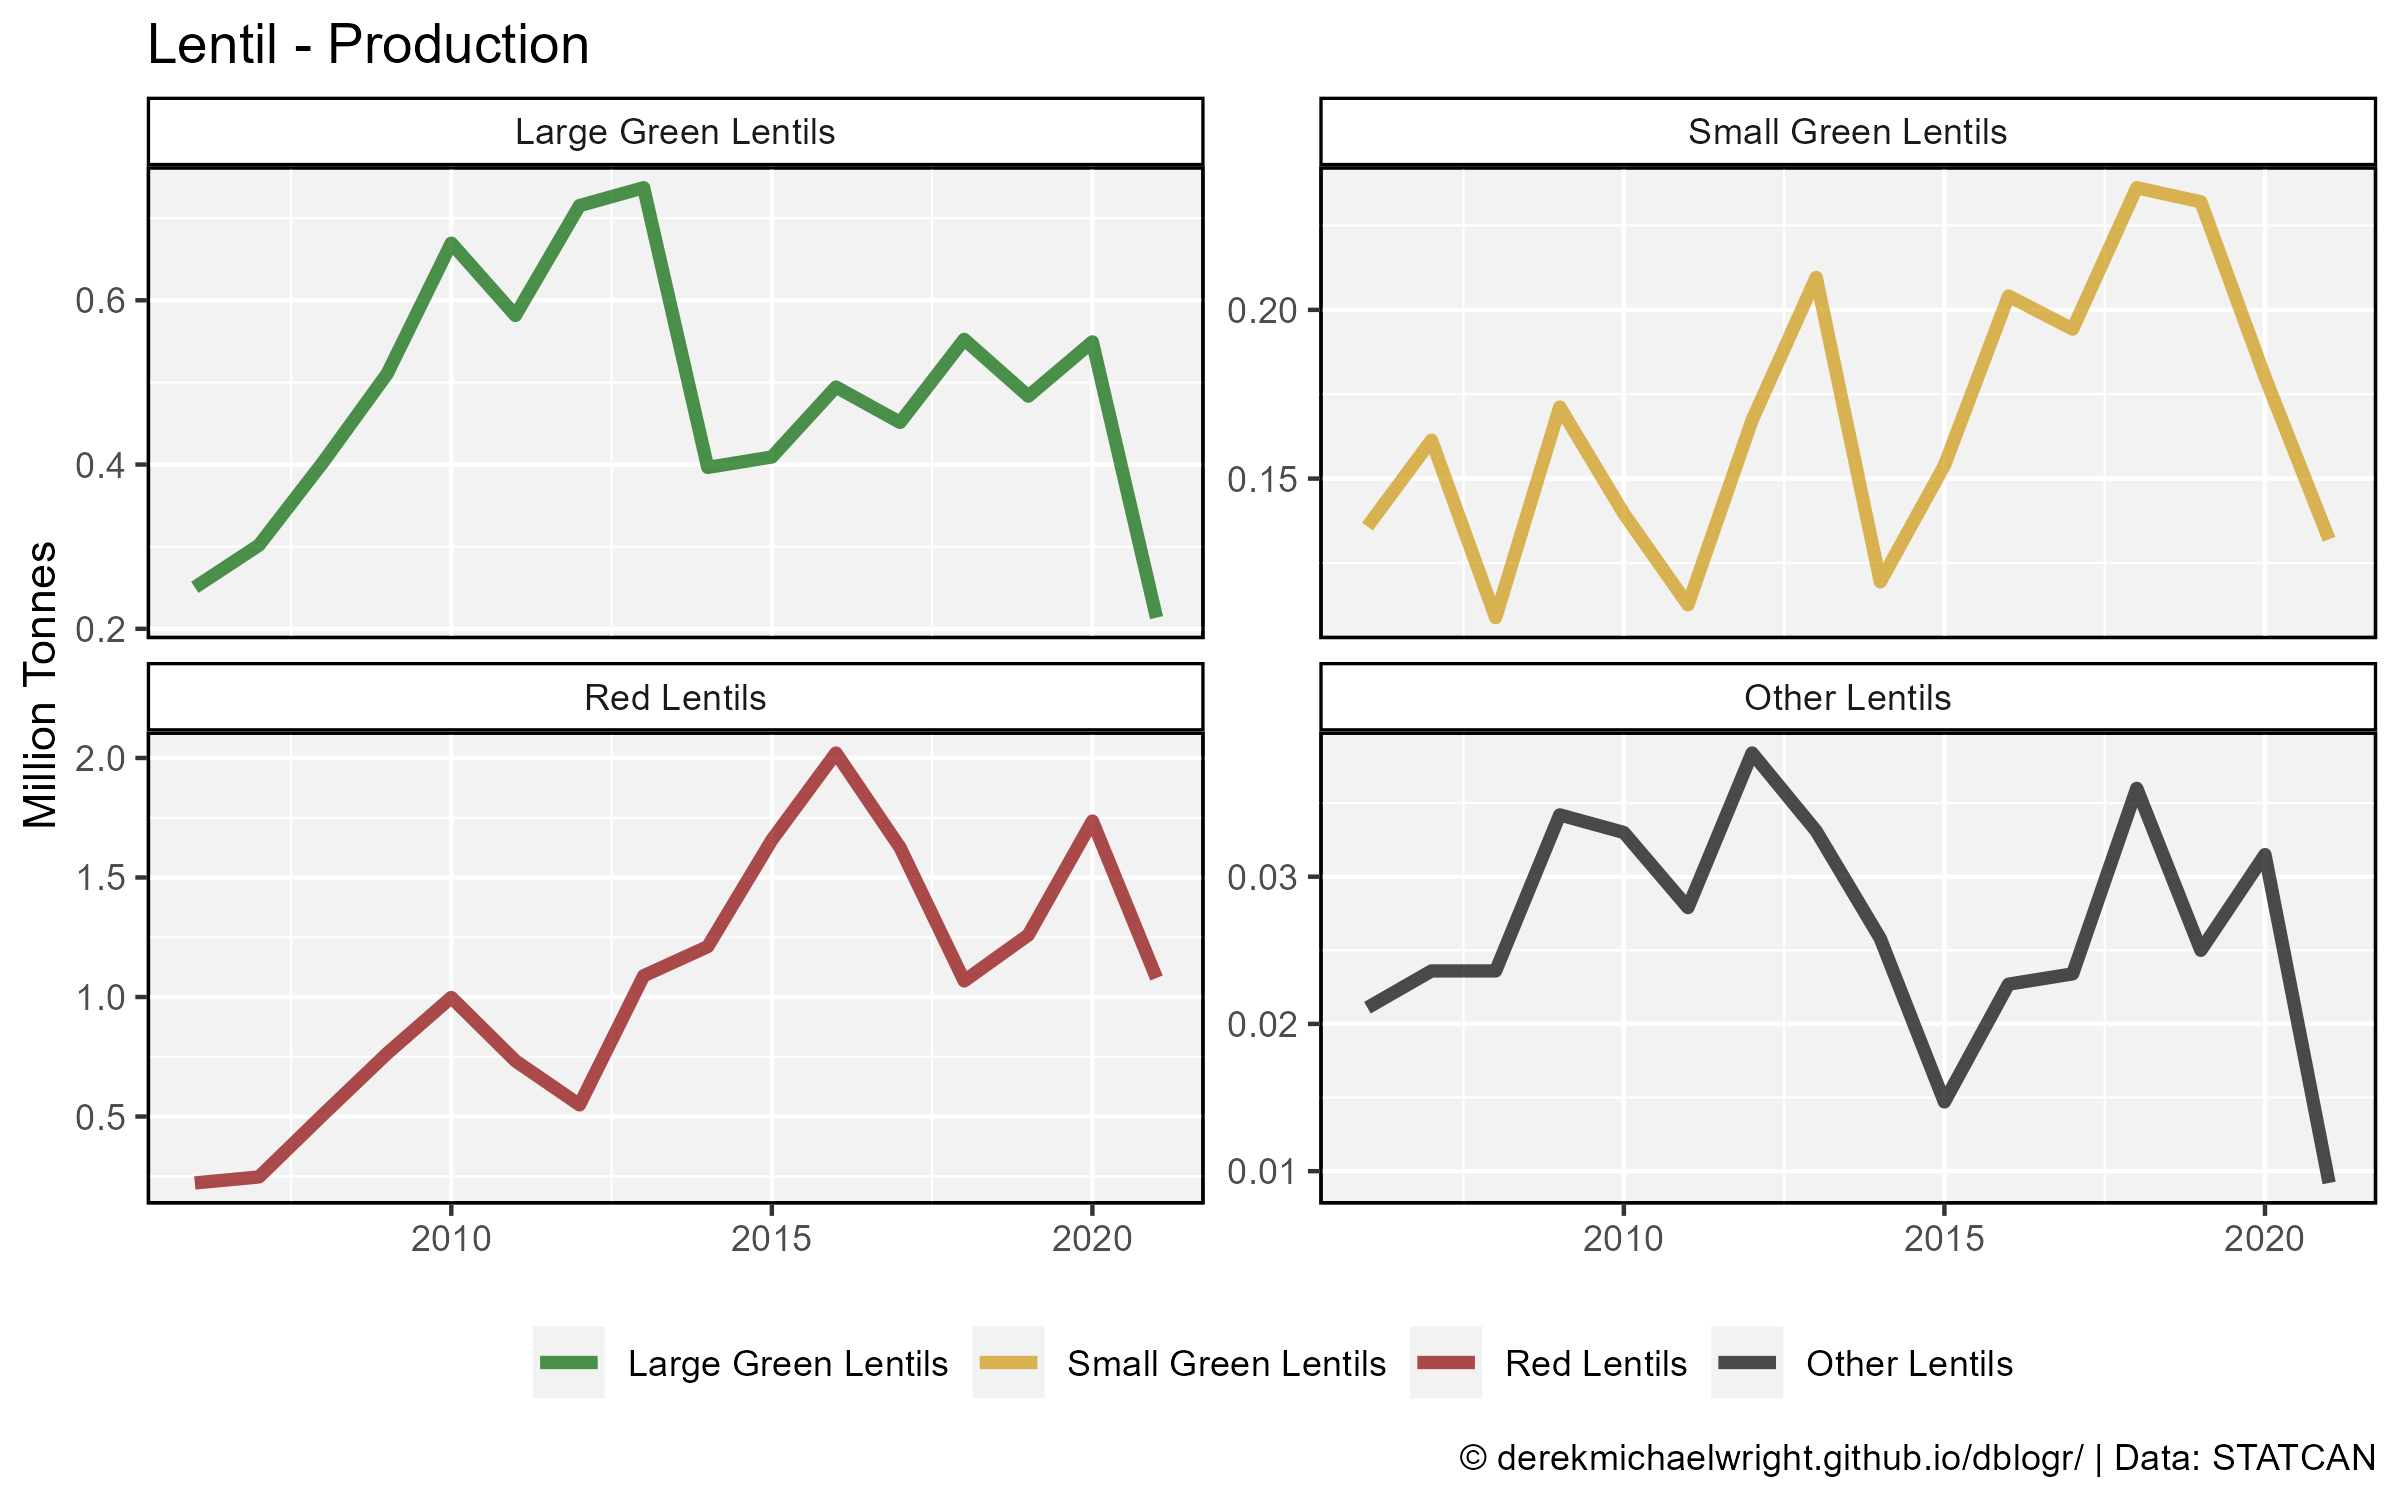 Lentil - Production
Large Green Lentils
Small Green Lentils
0.6
0.4
0.2
0.20
0.15
Million Tonnes
Red Lentils
Other Lentils
2.0
1.5
1.0
0.5
0.03
0.02
0.01
2010 2015 2020
2010 2015 2020
Large Green Lentils Small Green Lentils Red Lentils Other Lentils
© derekmichaelwright.github.io/dblogr/ | Data: STATCAN